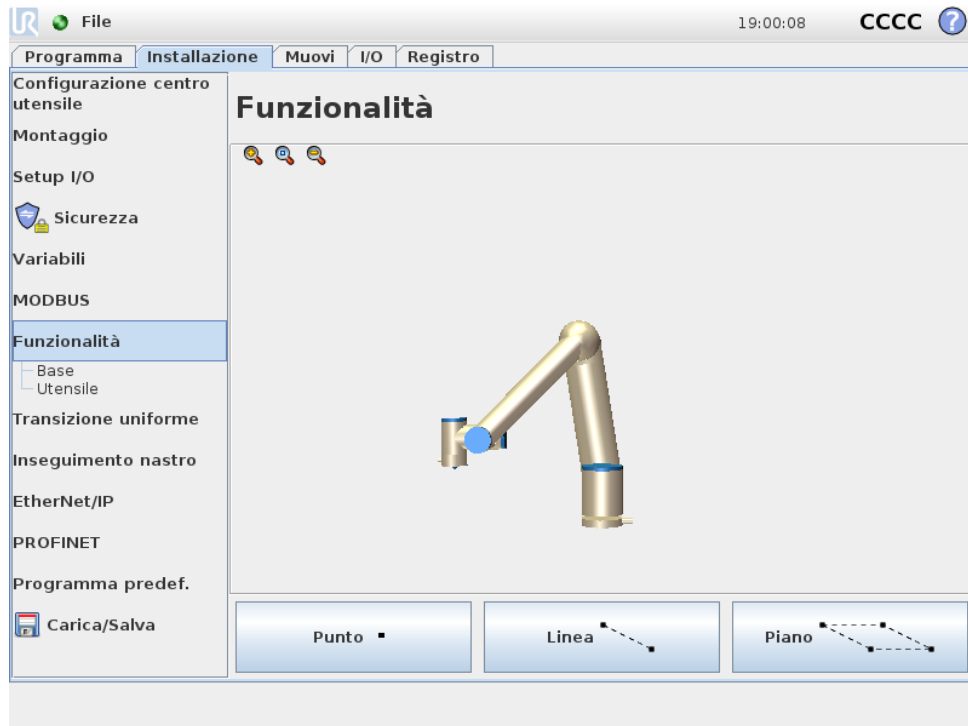 UR File 19:00:08 CCCC ?
Programma Installazione Muovi I/O Registro
Configurazione centro
utensile
Montaggio
Setup I/O
Sicurezza
Variabili
MODBUS
Funzionalità
Base
Utensile
Transizione uniforme
Inseguimento nastro
EtherNet/IP
PROFINET
Programma predef.
Carica/Salva
Funzionalità
Punto
Linea
Piano